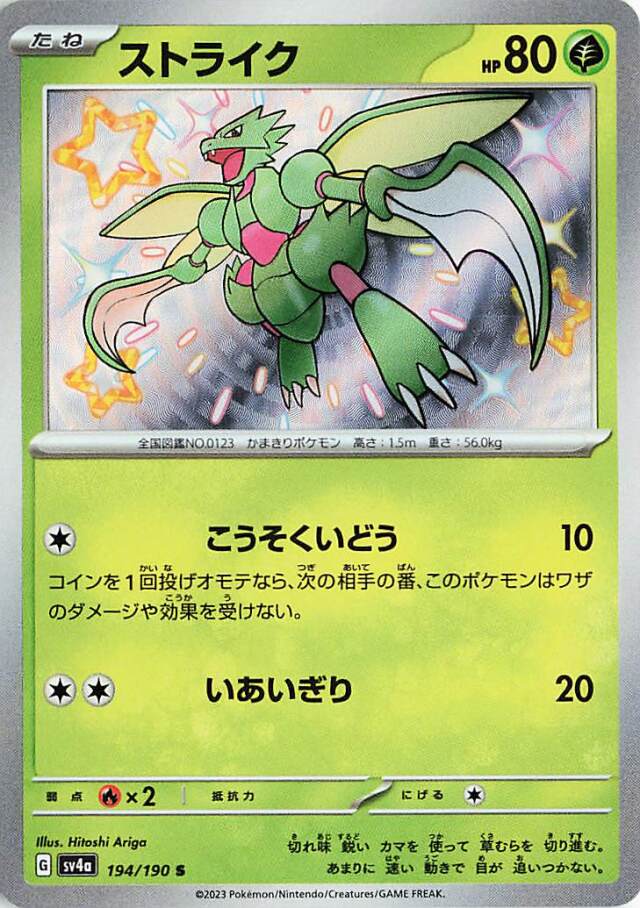 たね ストライク HP80
全国図鑑NO.0123 かまきりポケモン 高さ:1.5m 重さ:56.0kg
こうそくいどう 10
コインを1回投げオモテなら、次の相手の番、このポケモンはワザ
のダメージや効果を受けない。
いあいぎり 20
弱点 ×2 抵抗力 にげる
Illus. Hitoshi Ariga
G sv4a 194/190 S
切れ味 鋭い カマを 使って 草むらを 切り進む。
あまりに 速い 動きで 目が 追いつかない。
©2023 Pokémon/Nintendo/Creatures/GAME FREAK.